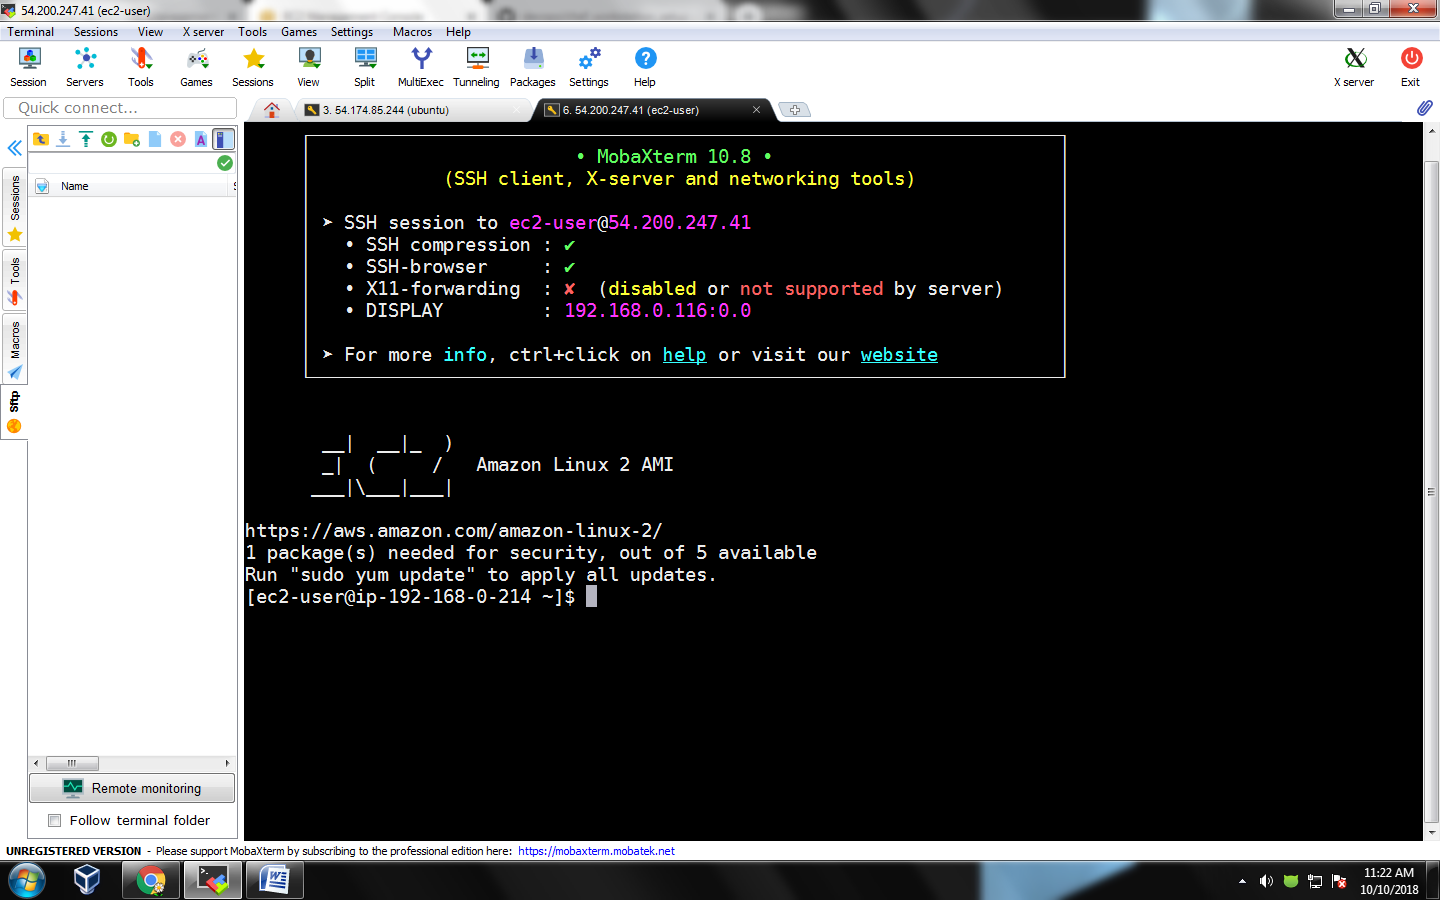 54.200.247.41 (ec2-user)
Terminal Sessions View X server Tools Games Settings Macros Help
Session Servers Tools Games Sessions View Split MultiExec Tunneling Packages Settings Help X server Exit
Quick connect...
3. 54.174.85.244 (ubuntu)
6. 54.200.247.41 (ec2-user)
Sessions
Tools
Macros
Sftp
Name
• MobaXterm 10.8 •
(SSH client, X-server and networking tools)
➤ SSH session to ec2-user@54.200.247.41
• SSH compression : ✔
• SSH-browser : ✔
• X11-forwarding : ✘ (disabled or not supported by server)
• DISPLAY : 192.168.0.116:0.0
➤ For more info, ctrl+click on help or visit our website
__| __|_ )
_| ( / Amazon Linux 2 AMI
___|\___|___|
https://aws.amazon.com/amazon-linux-2/
1 package(s) needed for security, out of 5 available
Run "sudo yum update" to apply all updates.
[ec2-user@ip-192-168-0-214 ~]$
Remote monitoring
Follow terminal folder
UNREGISTERED VERSION - Please support MobaXterm by subscribing to the professional edition here: https://mobaxterm.mobatek.net
11:22 AM
10/10/2018